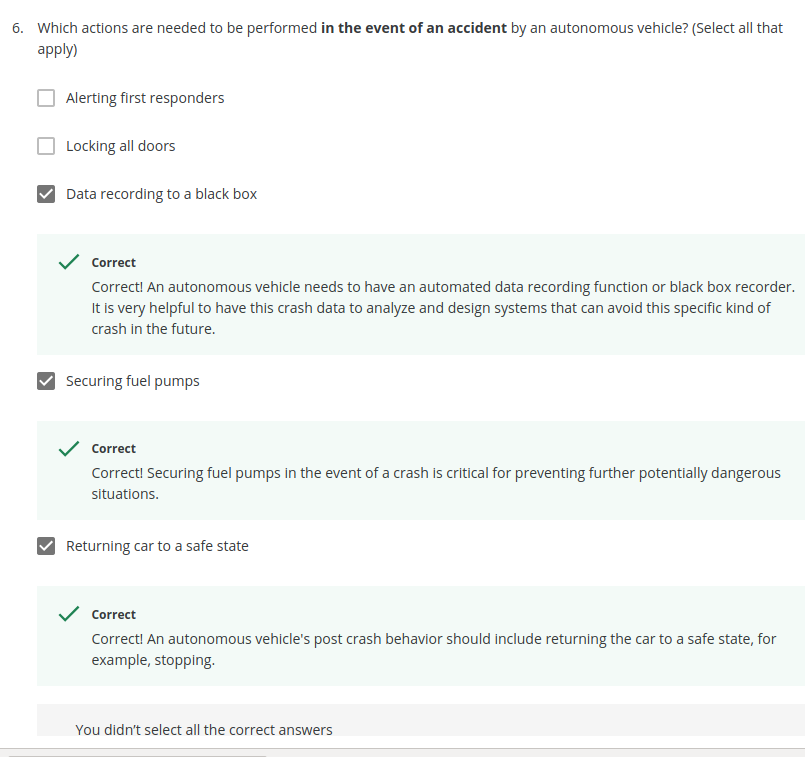 6. Which actions are needed to be performed in the event of an accident by an autonomous vehicle? (Select all that
apply)
Alerting first responders
Locking all doors
Data recording to a black box
Correct
Correct! An autonomous vehicle needs to have an automated data recording function or black box recorder.
It is very helpful to have this crash data to analyze and design systems that can avoid this specific kind of
crash in the future.
Securing fuel pumps
Correct
Correct! Securing fuel pumps in the event of a crash is critical for preventing further potentially dangerous
situations.
Returning car to a safe state
Correct
Correct! An autonomous vehicle's post crash behavior should include returning the car to a safe state, for
example, stopping.
You didn't select all the correct answers